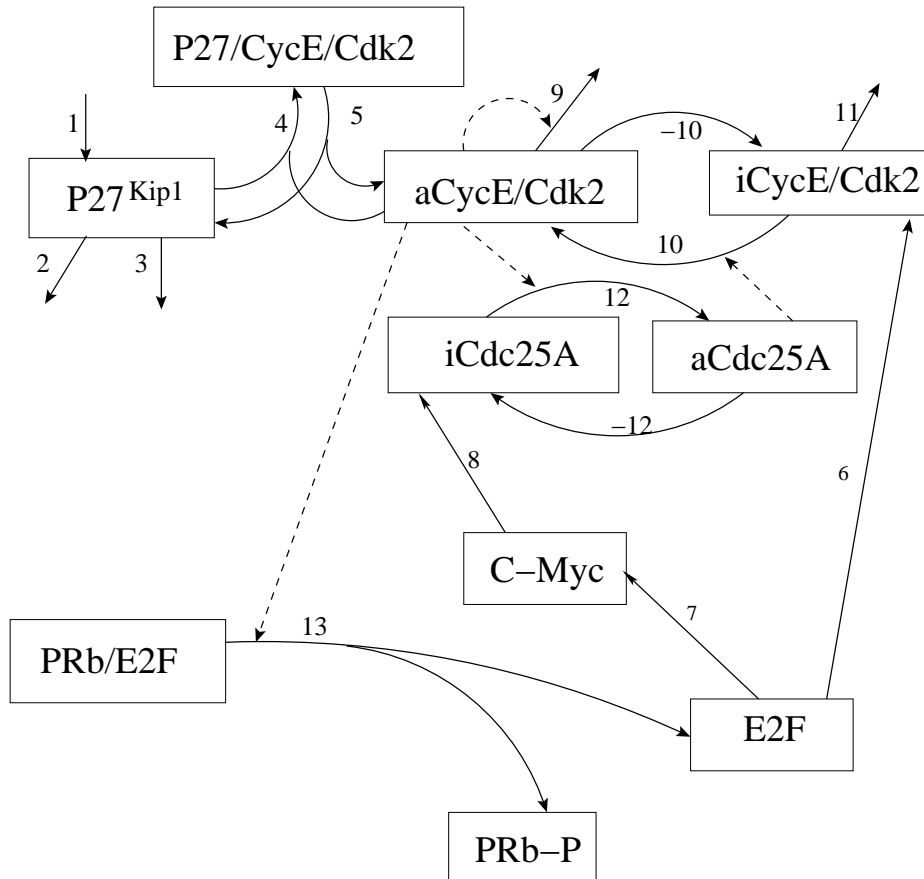 P27/CycE/Cdk2
1
4
5
9
−10
11
P27Kip1
aCycE/Cdk2
iCycE/Cdk2
2
3
10
12
iCdc25A
aCdc25A
−12
8
6
C−Myc
7
13
PRb/E2F
E2F
PRb−P